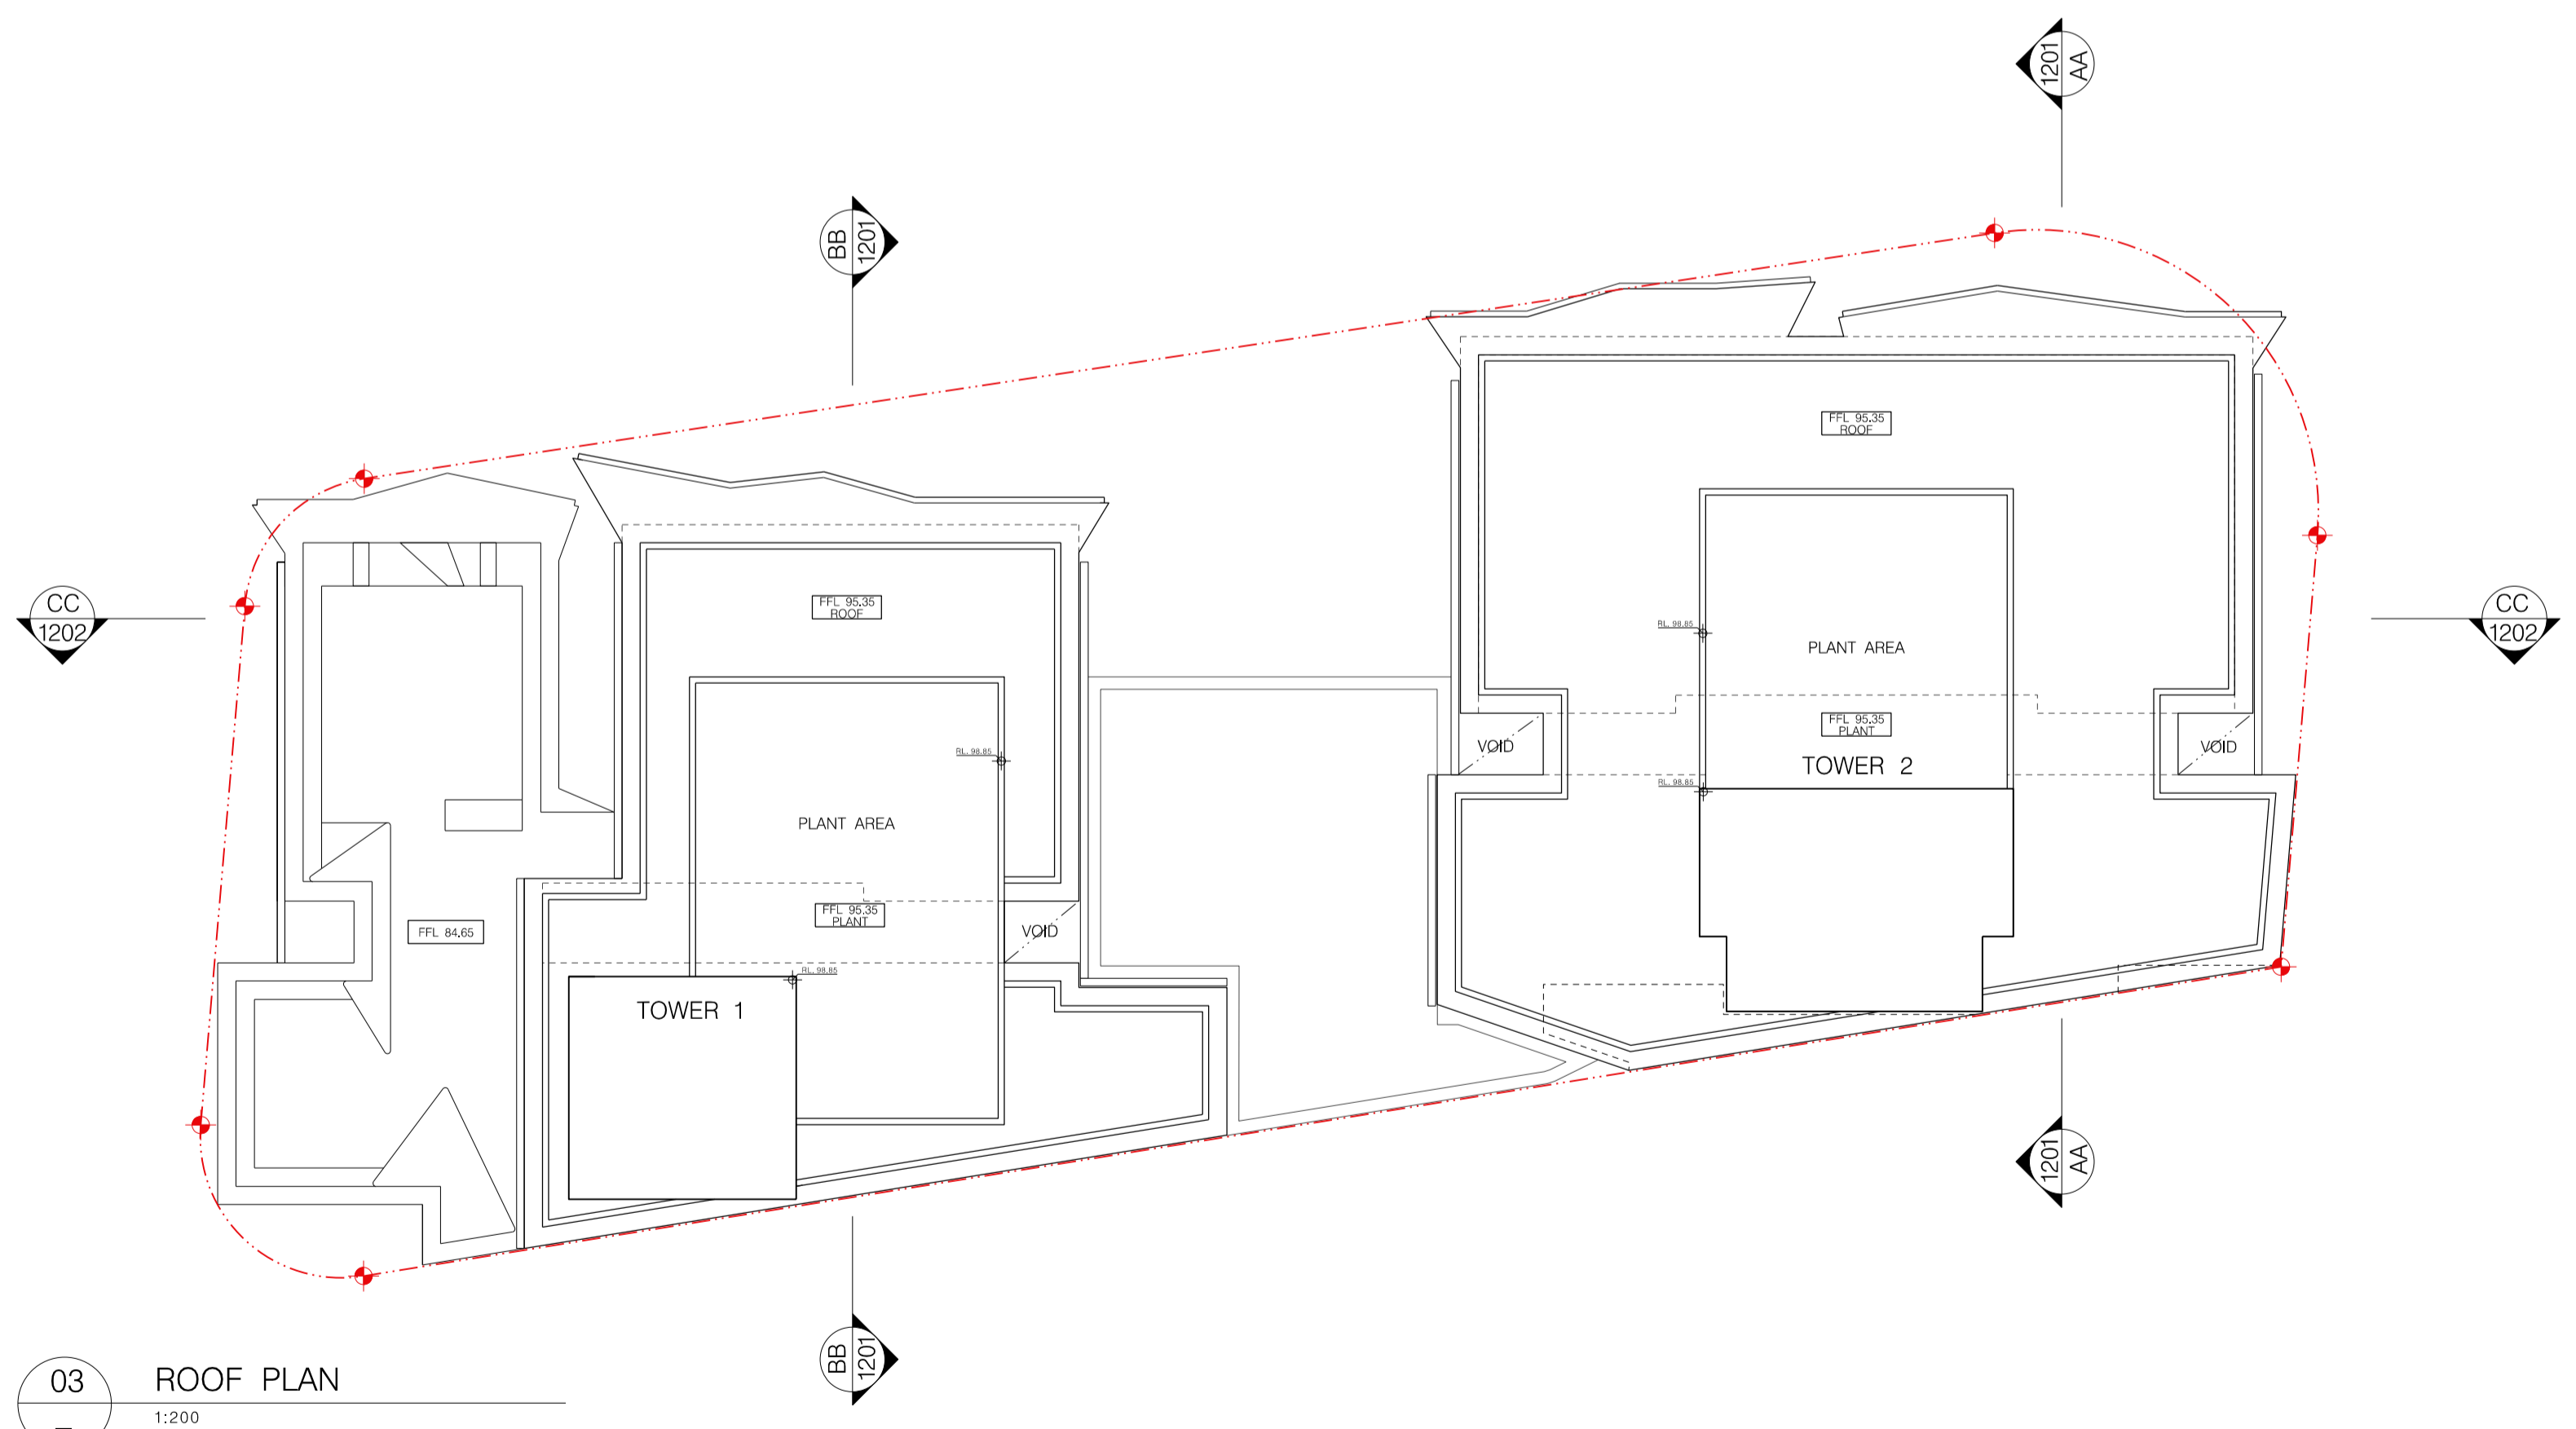 1201
AA
BB
1201
FFL 95.35
ROOF
CC
1202
FFL 95.35
ROOF
CC
1202
RL. 98.85
PLANT AREA
FFL 95.35
PLANT
VOID
VOID
TOWER 2
RL. 98.85
RL. 98.85
PLANT AREA
FFL 95.35
PLANT
FFL 84.65
VOID
RL. 98.85
TOWER 1
1201
AA
BB
1201
03
ROOF PLAN
1:200